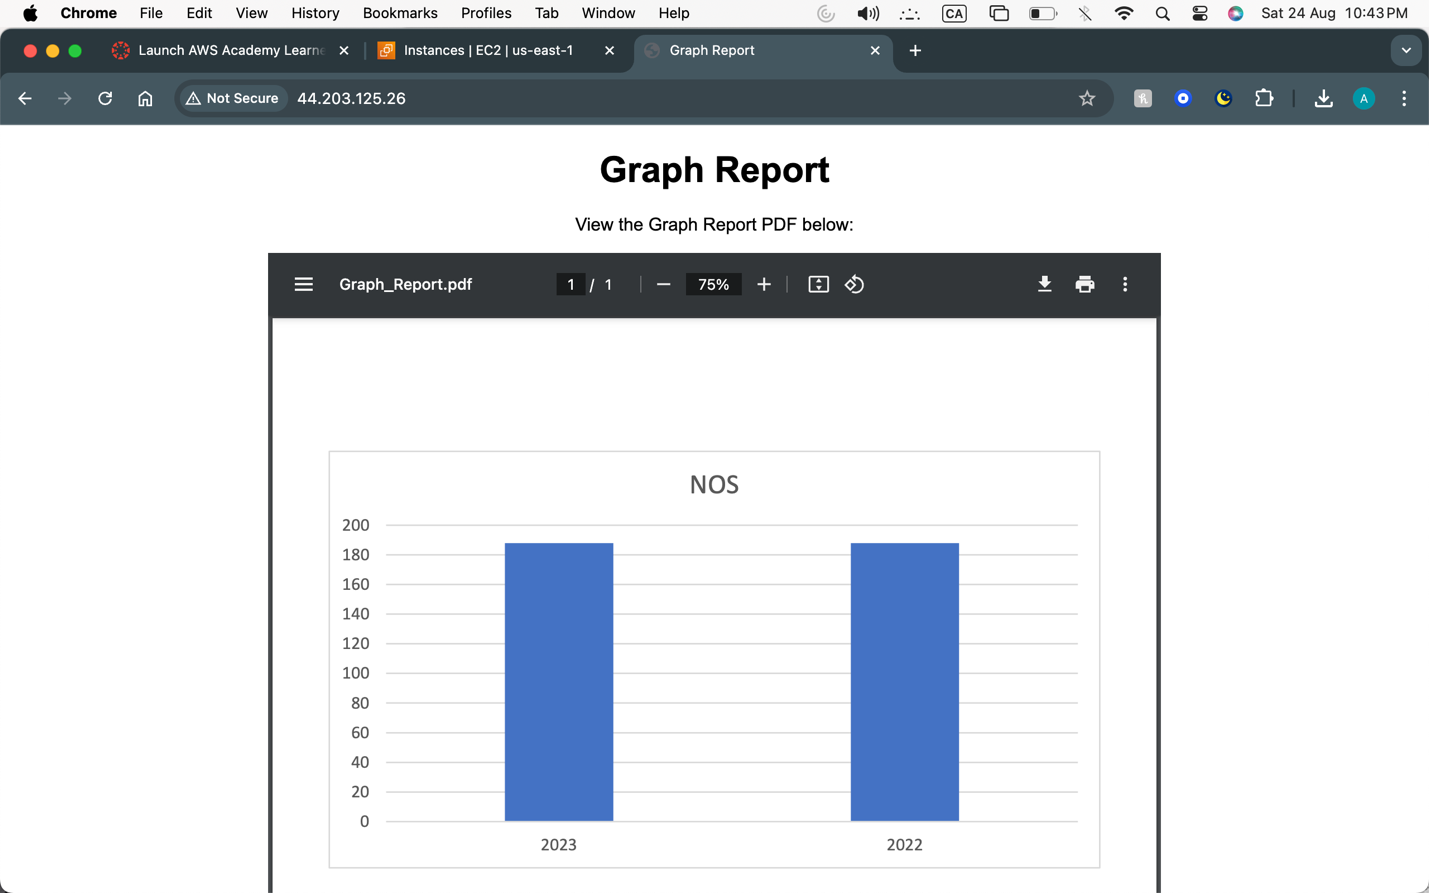 Chrome File Edit View History Bookmarks Profiles Tab Window Help CA Sat 24 Aug 10:43 PM
Launch AWS Academy Learne Instances | EC2 | us-east-1 Graph Report
Not Secure 44.203.125.26 A
Graph Report
View the Graph Report PDF below:
Graph_Report.pdf 1 / 1 75%
NOS
200
180
160
140
120
100
80
60
40
20
0
2023 2022